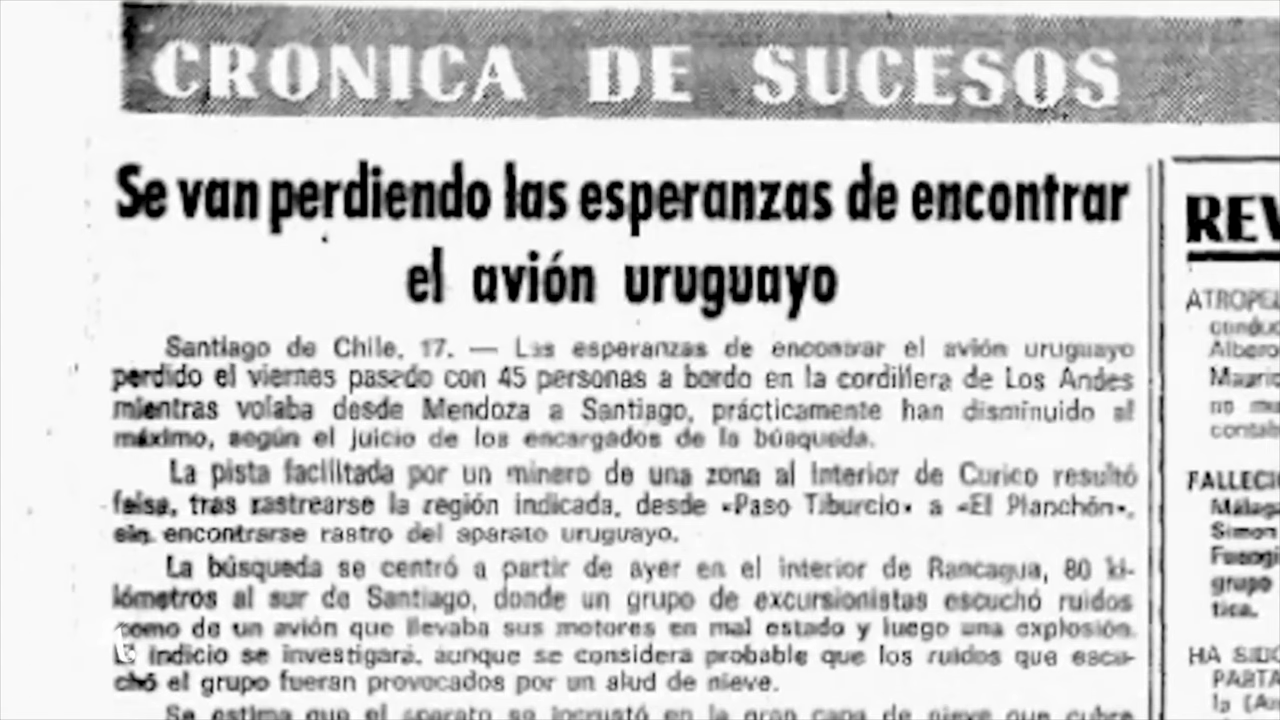 CRONICA DE SUCESOS
Se van perdiendo las esperanzas de encontrar
el avión uruguayo
Santiago de Chile, 17. — Las esperanzas de encontrar el avión uruguayo
perdido el viernes pasado con 45 personas a bordo en la cordillera de Los Andes
mientras volaba desde Mendoza a Santiago, prácticamente han disminuido al
máximo, según el juicio de los encargados de la búsqueda.
La pista facilitada por un minero de una zona al interior de Curico resultó
falsa, tras rastrearse la región indicada, desde «Paso Tiburcio» a «El Planchón»,
sin encontrarse rastro del aparato uruguayo.
La búsqueda se centró a partir de ayer en el interior de Rancagua, 80 ki-
lómetros al sur de Santiago, donde un grupo de excursionistas escuchó ruidos
como de un avión que llevaba sus motores en mal estado y luego una explosión.
indicio se investigará, aunque se considera probable que los ruidos que escu-
chó el grupo fueran provocados por un alud de nieve.
Se estima que el aparato se incrustó en la gran capa de nieve que cubre
REV
ATROPEL
conduc
Albero
Mauric
no
contab
FALLECI
Málaga
Simon
grupo
tica.
HA SIDO
PARTA
la (Au
t